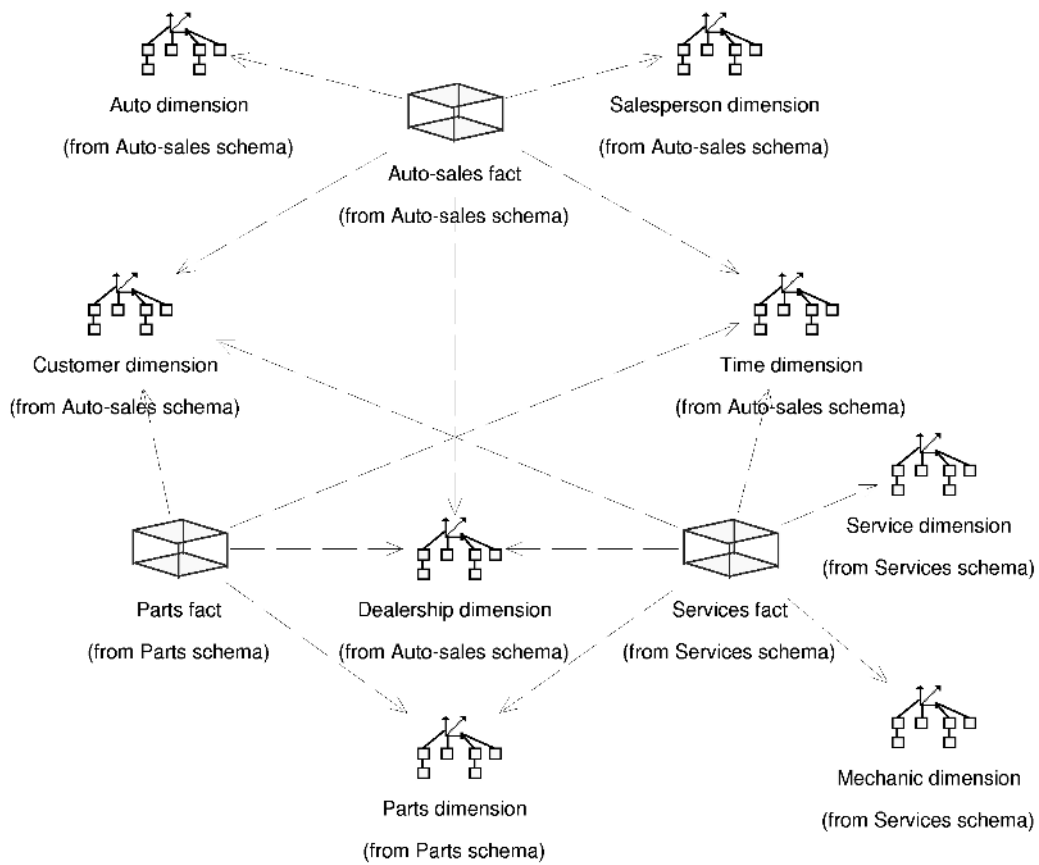 Auto dimension
(from Auto-sales schema)
Salesperson dimension
(from Auto-sales schema)
Auto-sales fact
(from Auto-sales schema)
Customer dimension
(from Auto-sales schema)
Time dimension
(from Auto-sales schema)
Service dimension
(from Services schema)
Parts fact
(from Parts schema)
Dealership dimension
(from Auto-sales schema)
Services fact
(from Services schema)
Parts dimension
(from Parts schema)
Mechanic dimension
(from Services schema)